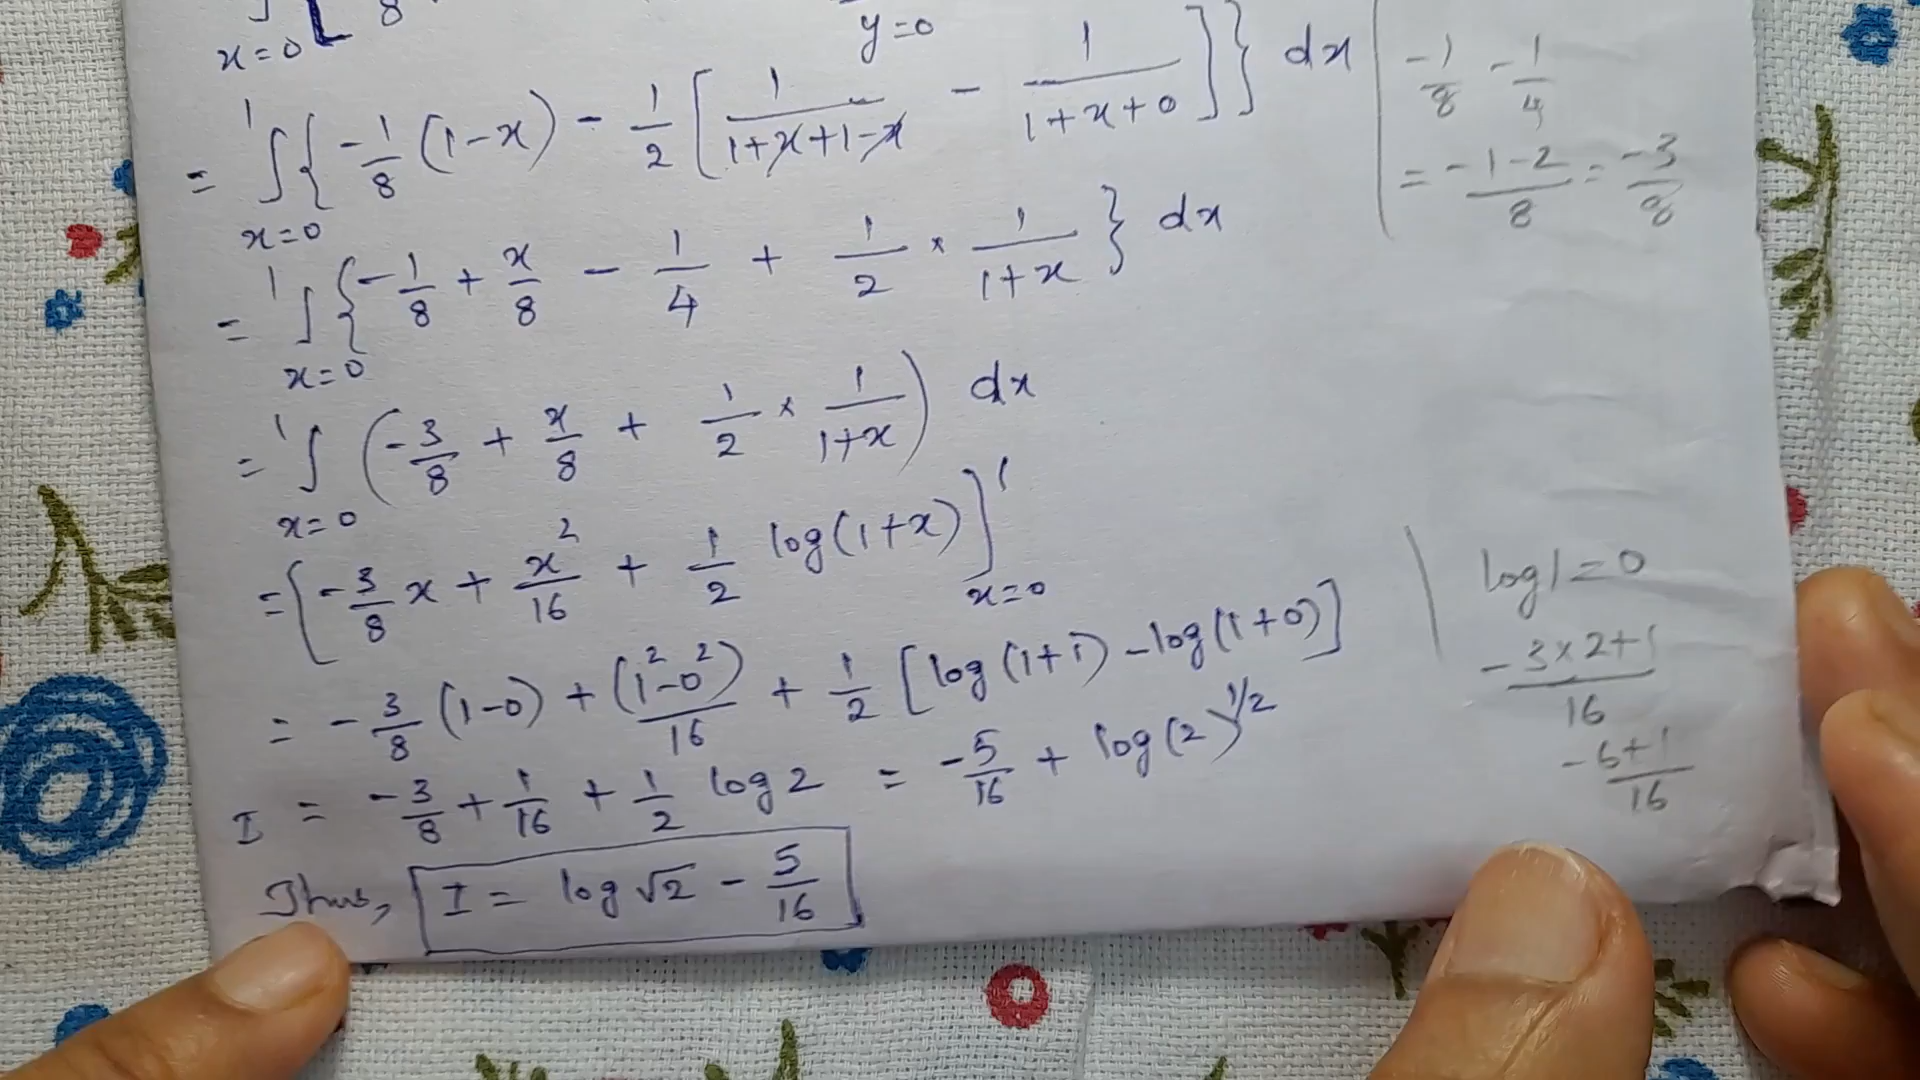 x=0 [ 8 y=0
= ¹∫{ -1/8 (1-x) - 1/2 [ 1/(1+x+1-x) - 1/(1+x+0) ]} dx
x=0
= ¹∫{ -1/8 + x/8 - 1/4 + 1/2 × 1/(1+x) } dx
x=0
= ¹∫ ( -3/8 + x/8 + 1/2 × 1/(1+x) ) dx
x=0
= [ -3/8 x + x²/16 + 1/2 log(1+x) ]¹ x=0
= -3/8 (1-0) + (1²-0²)/16 + 1/2 [log(1+1) - log(1+0)]
I = -3/8 + 1/16 + 1/2 log 2 = -5/16 + log(2)^1/2
Thus, I = log √2 - 5/16
-1/8 - 1/4
= (-1-2)/8 = -3/8
log 1 = 0
(-3×2+1)/16
(-6+1)/16